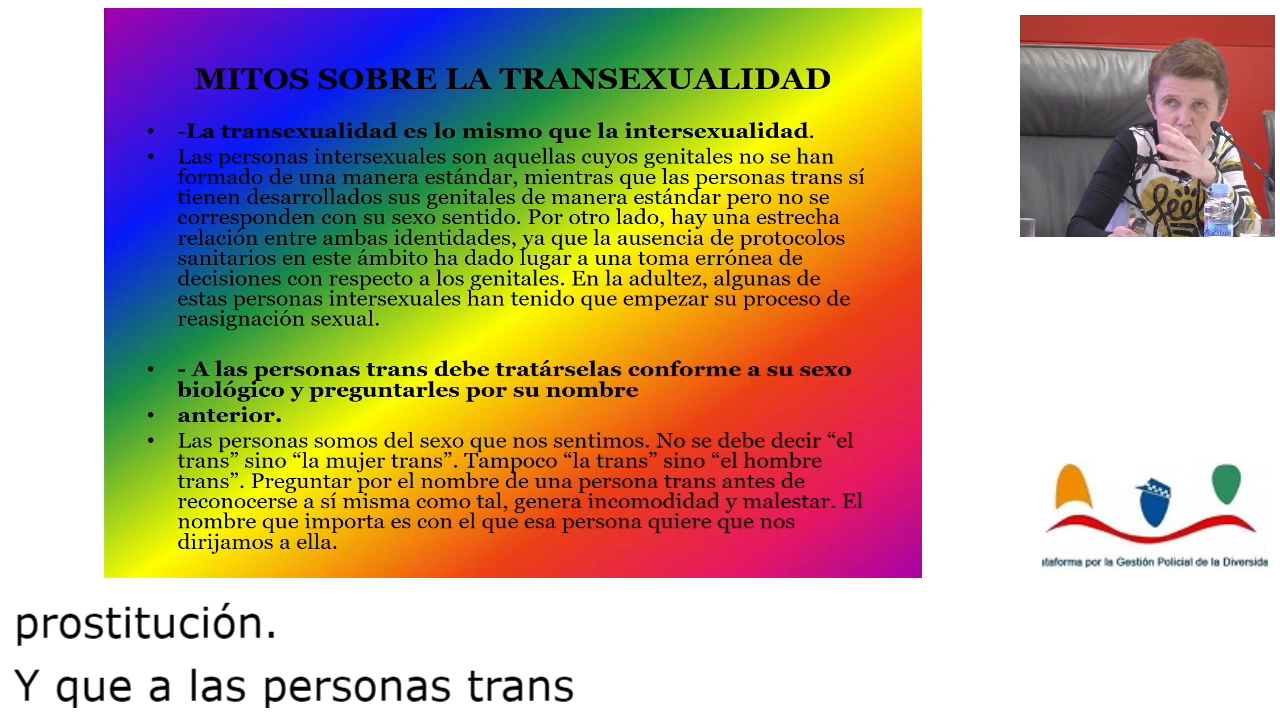 MITOS SOBRE LA TRANSEXUALIDAD
• -La transexualidad es lo mismo que la intersexualidad.
• Las personas intersexuales son aquellas cuyos genitales no se han
formado de una manera estándar, mientras que las personas trans sí
tienen desarrollados sus genitales de manera estándar pero no se
corresponden con su sexo sentido. Por otro lado, hay una estrecha
relación entre ambas identidades, ya que la ausencia de protocolos
sanitarios en este ámbito ha dado lugar a una toma errónea de
decisiones con respecto a los genitales. En la adultez, algunas de
estas personas intersexuales han tenido que empezar su proceso de
reasignación sexual.
• - A las personas trans debe tratárselas conforme a su sexo
biológico y preguntarles por su nombre
• anterior.
• Las personas somos del sexo que nos sentimos. No se debe decir “el
trans” sino “la mujer trans”. Tampoco “la trans” sino “el hombre
trans”. Preguntar por el nombre de una persona trans antes de
reconocerse a sí misma como tal, genera incomodidad y malestar. El
nombre que importa es con el que esa persona quiere que nos
dirijamos a ella.
ataforma por la Gestión Policial de la Diversida
prostitución.
Y que a las personas trans